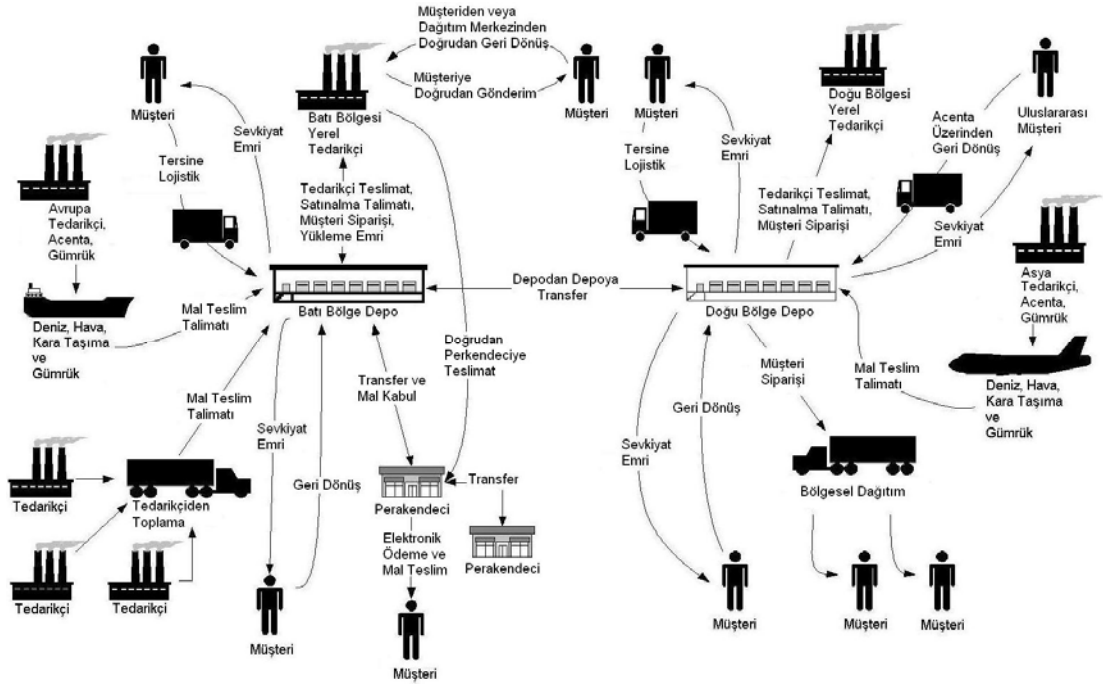 Müşteriden veya
Dağıtım Merkezinden
Doğrudan Geri Dönüş
Müşteriye
Doğrudan Gönderim
Müşteri
Batı Bölgesi
Yerel
Tedarikçi
Müşteri
Müşteri
Doğu Bölgesi
Yerel
Tedarikçi
Uluslararası
Müşteri
Acenta
Üzerinden
Geri Dönüş
Sevkiyat
Emri
Tersine
Lojistik
Tersine
Lojistik
Sevkiyat
Emri
Avrupa
Tedarikçi,
Acenta,
Gümrük
Tedarikçi Teslimat,
Satınalma Talimatı,
Müşteri Siparişi,
Yükleme Emri
Tedarikçi Teslimat,
Satınalma Talimatı,
Müşteri Siparişi
Sevkiyat
Emri
Asya
Tedarikçi,
Acenta,
Gümrük
Depodan Depoya
Transfer
Batı Bölge Depo
Doğu Bölge Depo
Mal Teslim
Talimatı
Deniz, Hava,
Kara Taşıma
ve
Gümrük
Doğrudan
Perkendeciye
Teslimat
Müşteri
Siparişi
Mal Teslim
Talimatı
Deniz, Hava,
Kara Taşıma
ve
Gümrük
Mal Teslim
Talimatı
Transfer ve
Mal Kabul
Sevkiyat
Emri
Geri Dönüş
Geri Dönüş
Sevkiyat
Emri
Tedarikçi
Tedarikçiden
Toplama
Transfer
Perakendeci
Bölgesel Dağıtım
Elektronik
Ödeme ve
Mal Teslim
Perakendeci
Tedarikçi
Tedarikçi
Müşteri
Müşteri
Müşteri
Müşteri
Müşteri